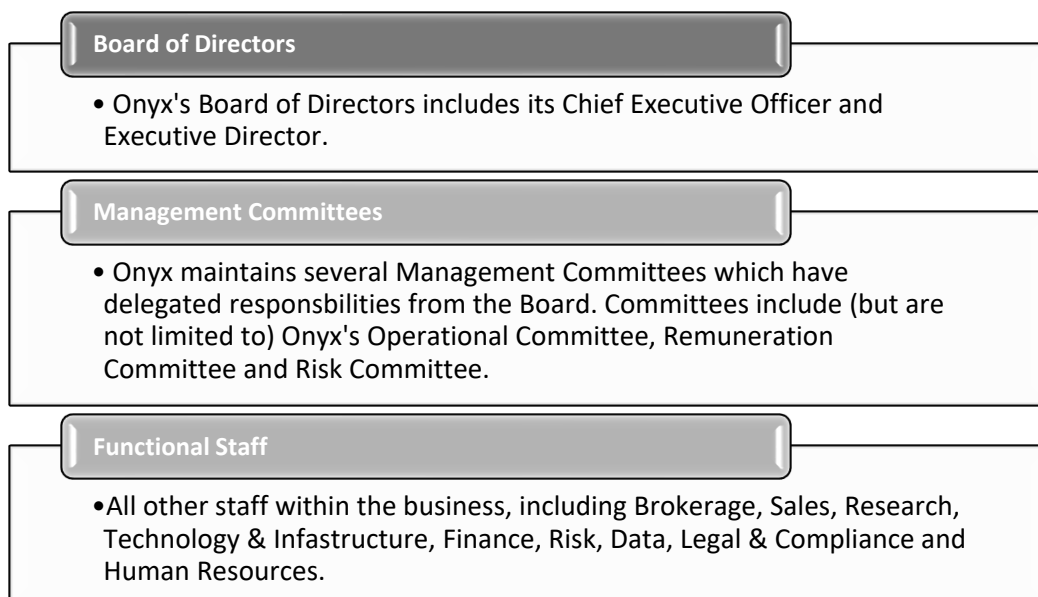 Board of Directors
• Onyx's Board of Directors includes its Chief Executive Officer and
Executive Director.
Management Committees
• Onyx maintains several Management Committees which have
delegated responsbilities from the Board. Committees include (but are
not limited to) Onyx's Operational Committee, Remuneration
Committee and Risk Committee.
Functional Staff
•All other staff within the business, including Brokerage, Sales, Research,
Technology & Infastructure, Finance, Risk, Data, Legal & Compliance and
Human Resources.